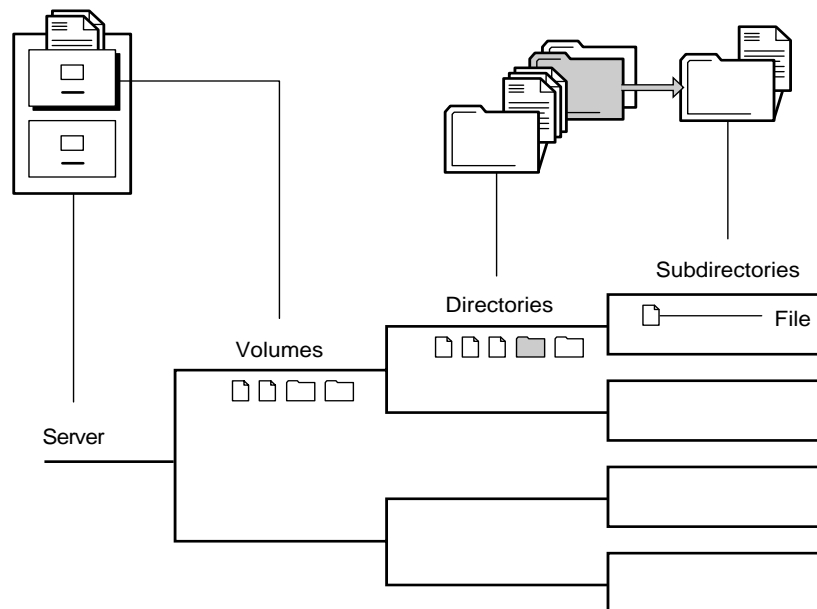 Subdirectories
Directories
File
Volumes
Server